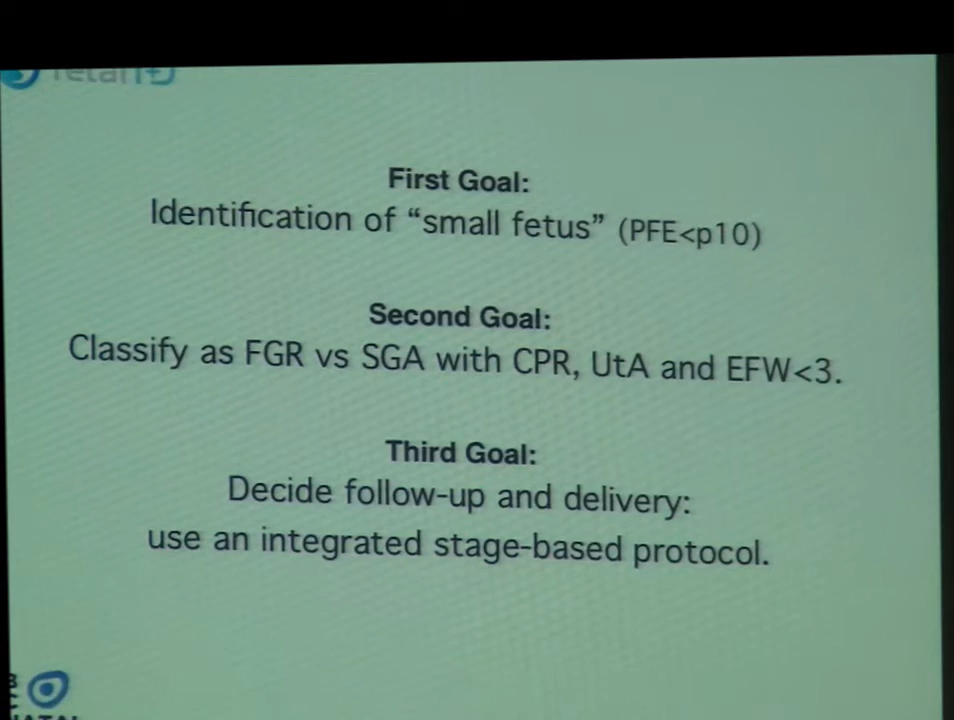 First Goal:
Identification of “small fetus” (PFE<p10)
Second Goal:
Classify as FGR vs SGA with CPR, UtA and EFW<3.
Third Goal:
Decide follow-up and delivery:
use an integrated stage-based protocol.